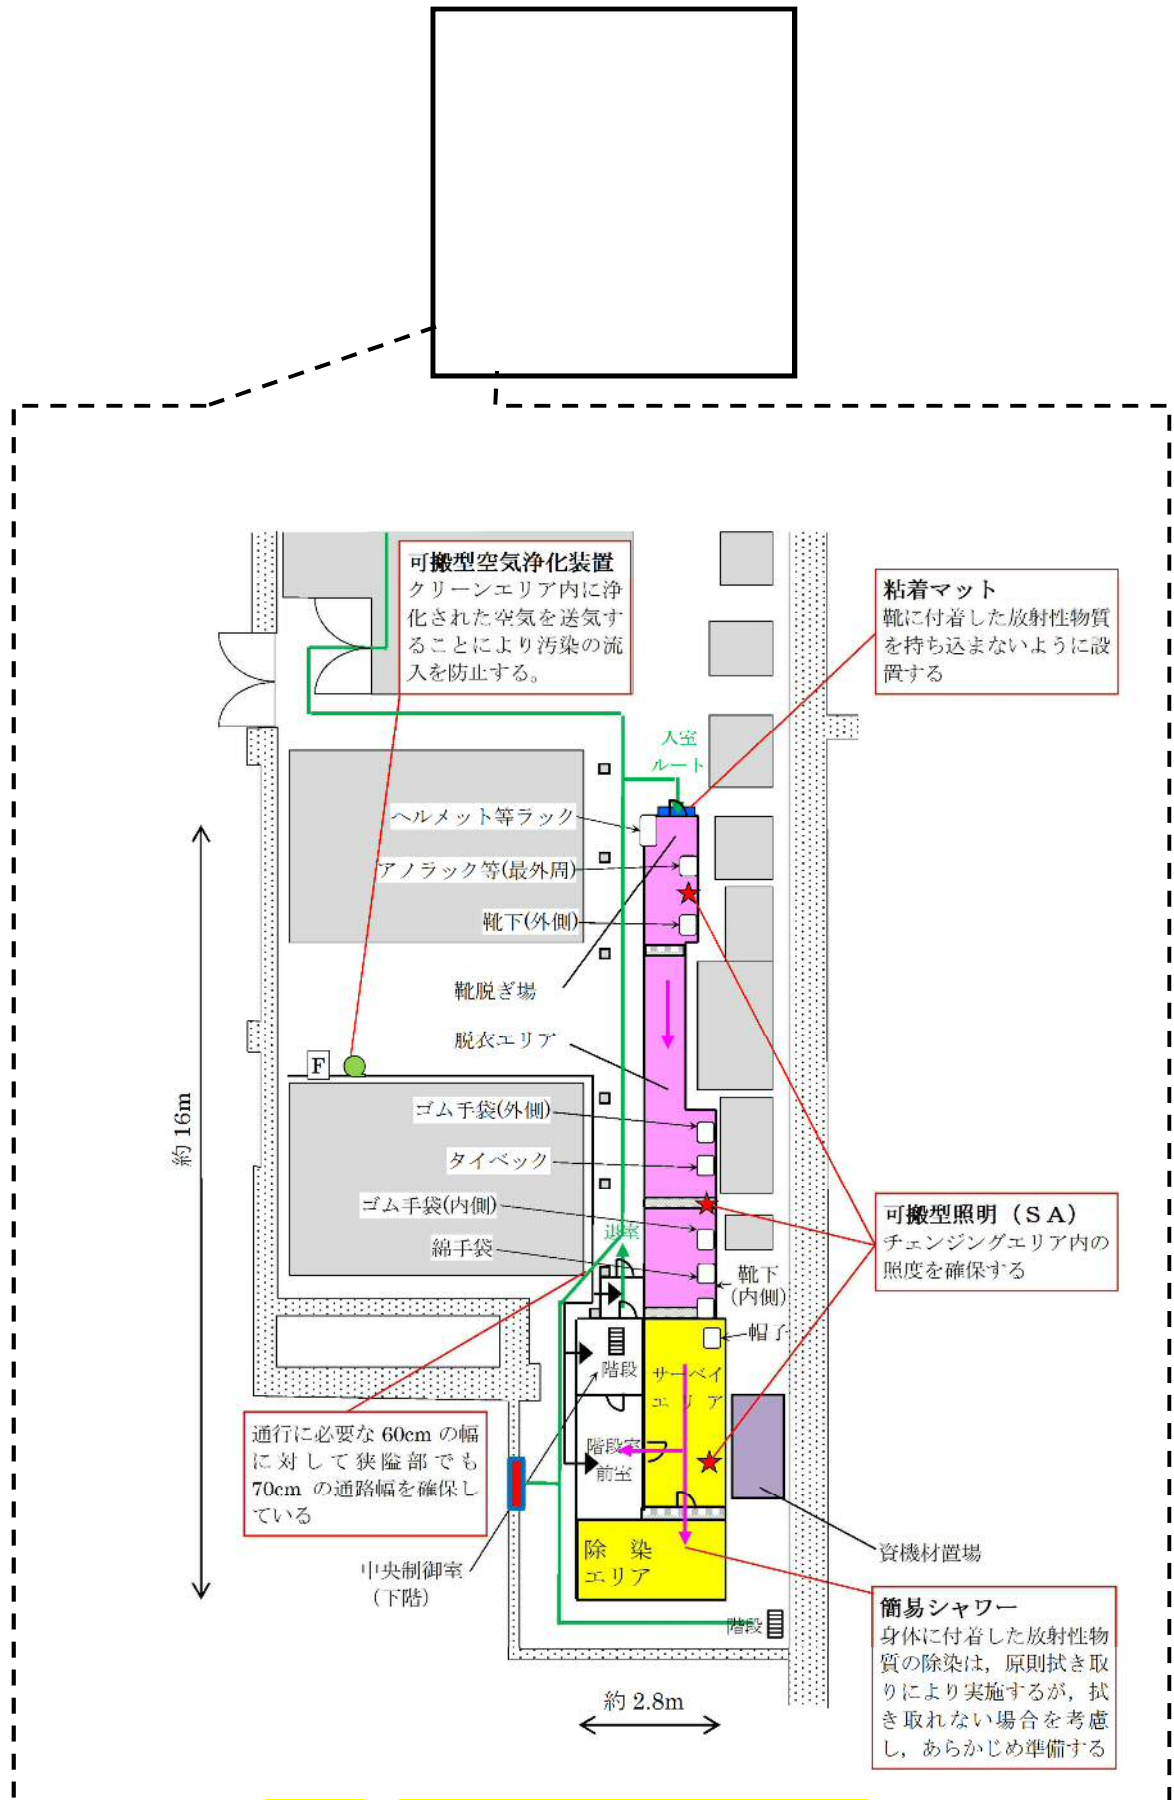 可搬型空気浄化装置
クリーンエリア内に浄
化された空気を送気す
ることにより汚染の流
入を防止する。
粘着マット
靴に付着した放射性物質
を持ち込まないように設
置する
入室
ルート
ヘルメット等ラック
アノラック等(最外周)
靴下(外側)
靴脱ぎ場
脱衣エリア
F
ゴム手袋(外側)
タイベック
ゴム手袋(内側)
綿手袋
約 16m
退室
可搬型照明（ＳＡ）
チェンジングエリア内の
照度を確保する
靴下
(内側)
帽子
階段
サーベイ
エリア
階段室
前室
通行に必要な 60cm の幅
に対して狭隘部でも
70cm の通路幅を確保し
ている
中央制御室
(下階)
除　染
エリア
資機材置場
階段
簡易シャワー
身体に付着した放射性物
質の除染は，原則拭き取
りにより実施するが，拭
き取れない場合を考慮
し，あらかじめ準備する
約 2.8m